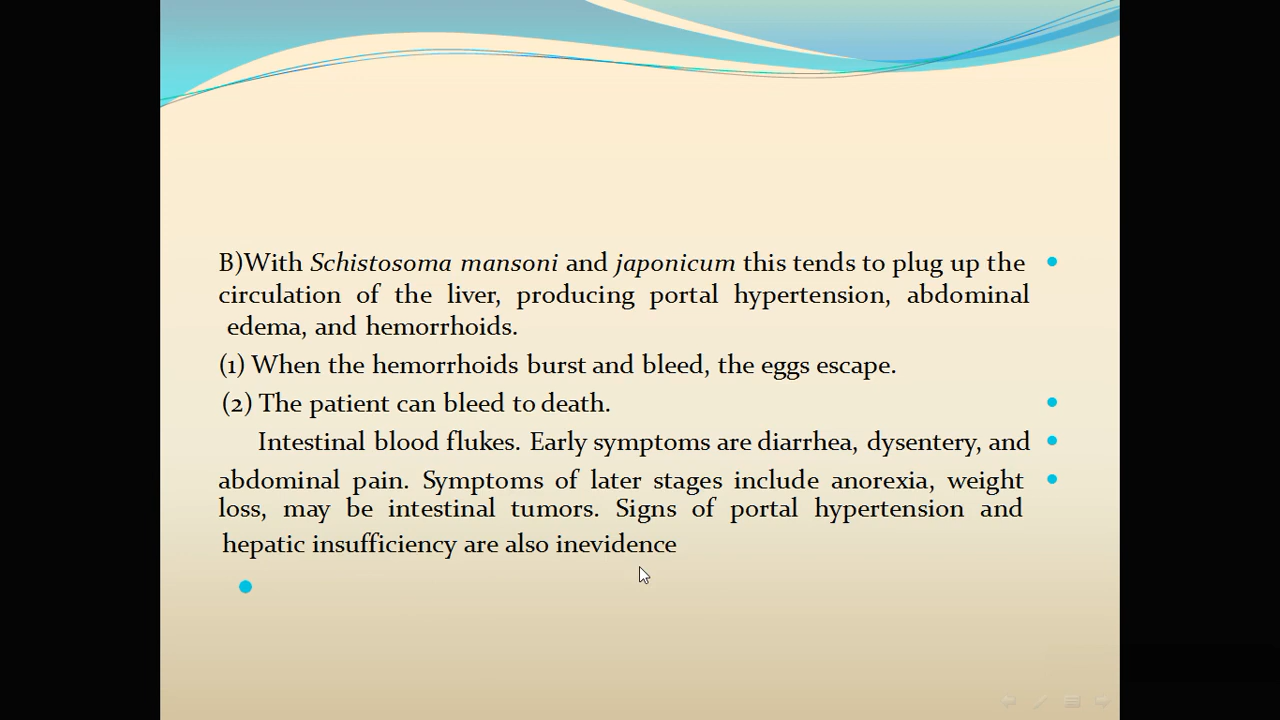 B)With Schistosoma mansoni and japonicum this tends to plug up the
circulation of the liver, producing portal hypertension, abdominal
edema, and hemorrhoids.
(1) When the hemorrhoids burst and bleed, the eggs escape.
(2) The patient can bleed to death.
Intestinal blood flukes. Early symptoms are diarrhea, dysentery, and
abdominal pain. Symptoms of later stages include anorexia, weight
loss, may be intestinal tumors. Signs of portal hypertension and
hepatic insufficiency are also inevidence